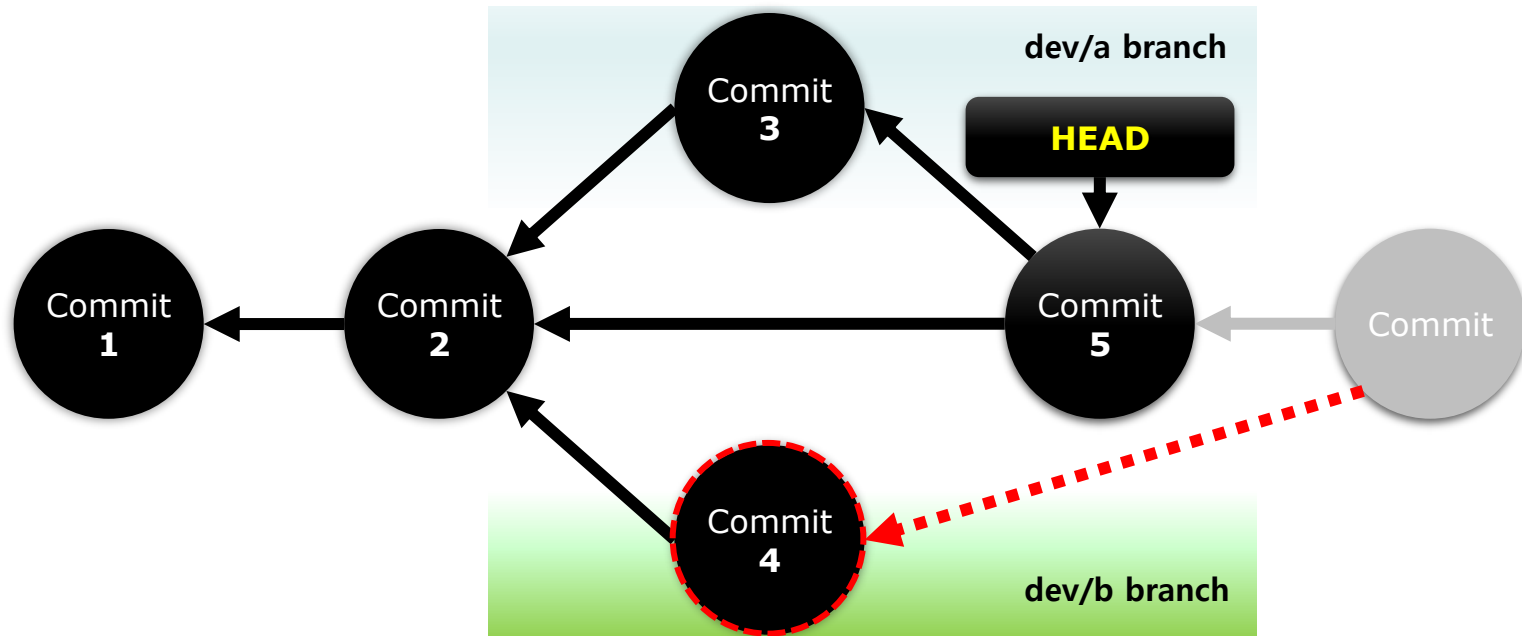 dev/a branch
Commit
3
HEAD
Commit
1
Commit
2
Commit
5
Commit
Commit
4
dev/b branch